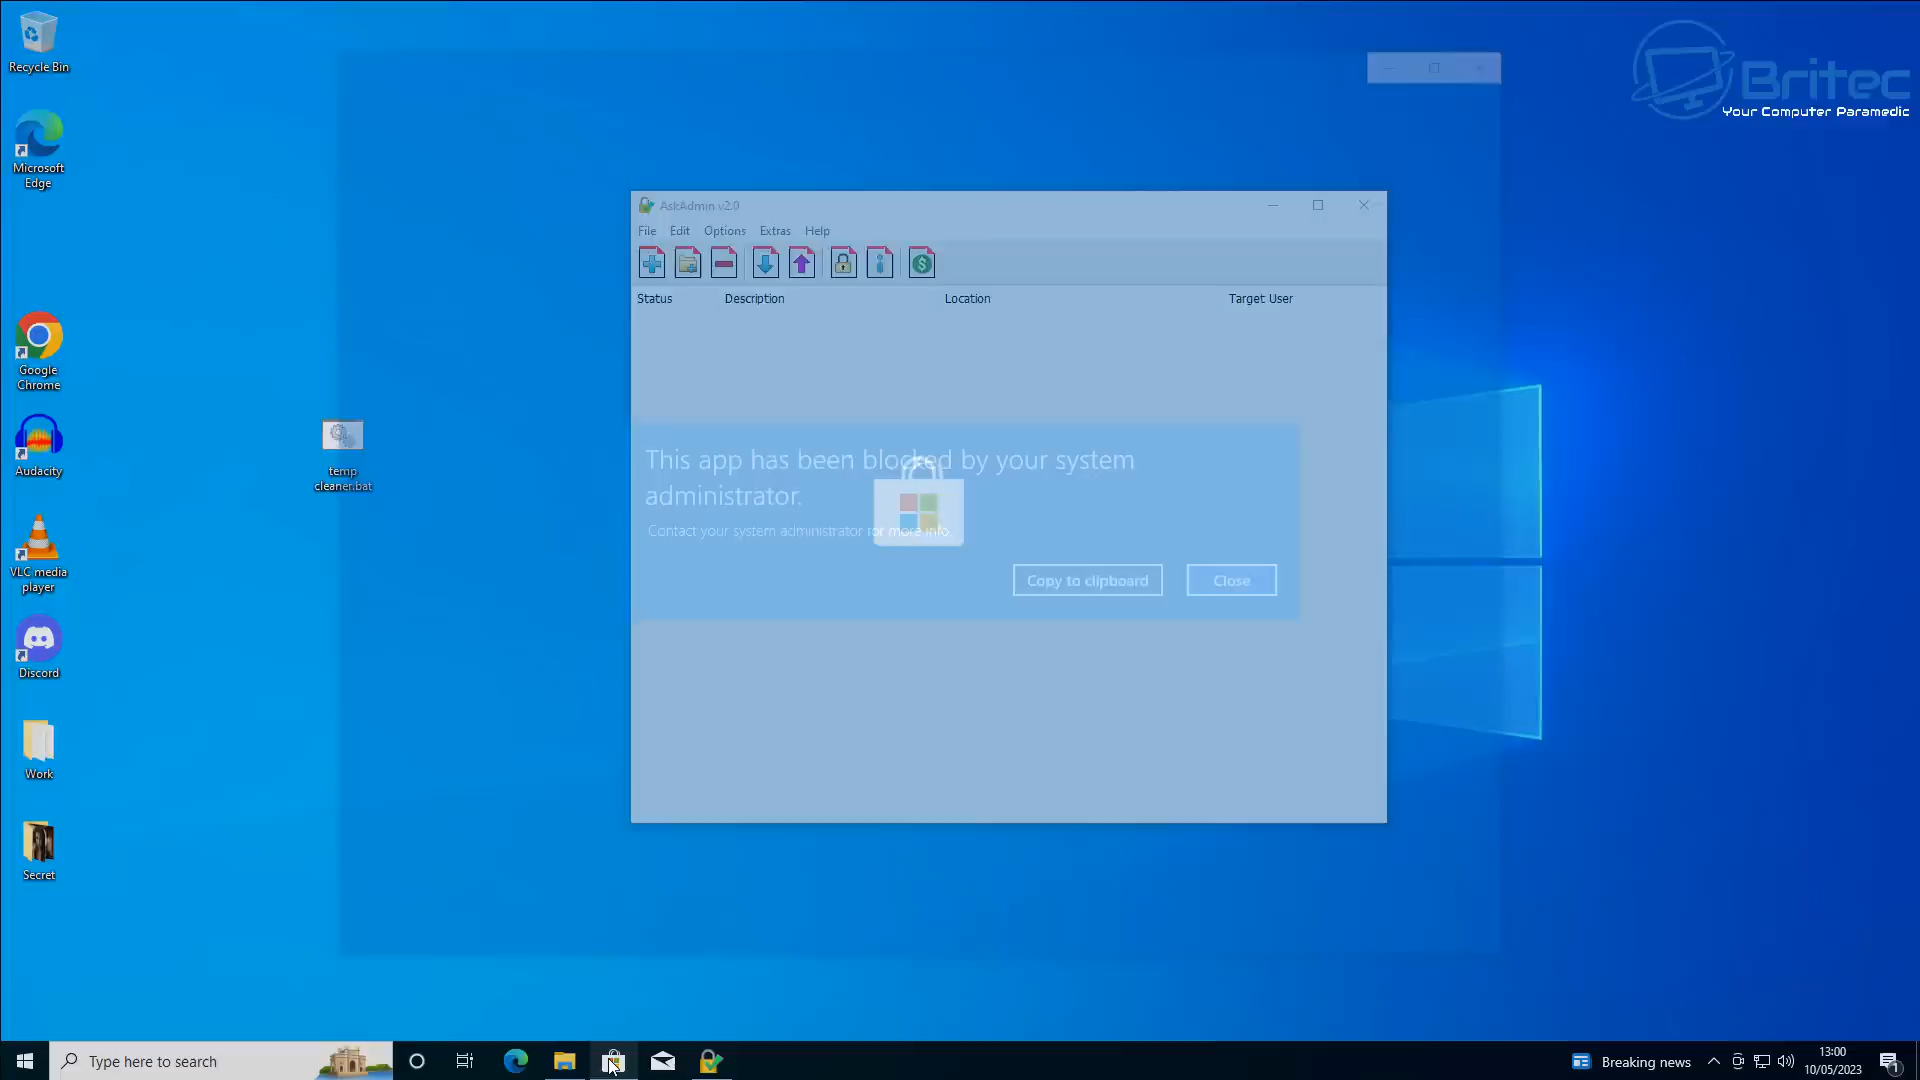 Recycle Bin
Britec
Your Computer Paramedic
Microsoft
Edge
AskAdmin v2.0
File Edit Options Extras Help
Status Description Location Target User
Google
Chrome
Audacity
temp
cleaner.bat
This app has been blocked by your system
administrator.
Contact your system administrator for more info.
Copy to clipboard Close
VLC media
player
Discord
Work
Secret
Type here to search
Breaking news
13:00
10/05/2023
1